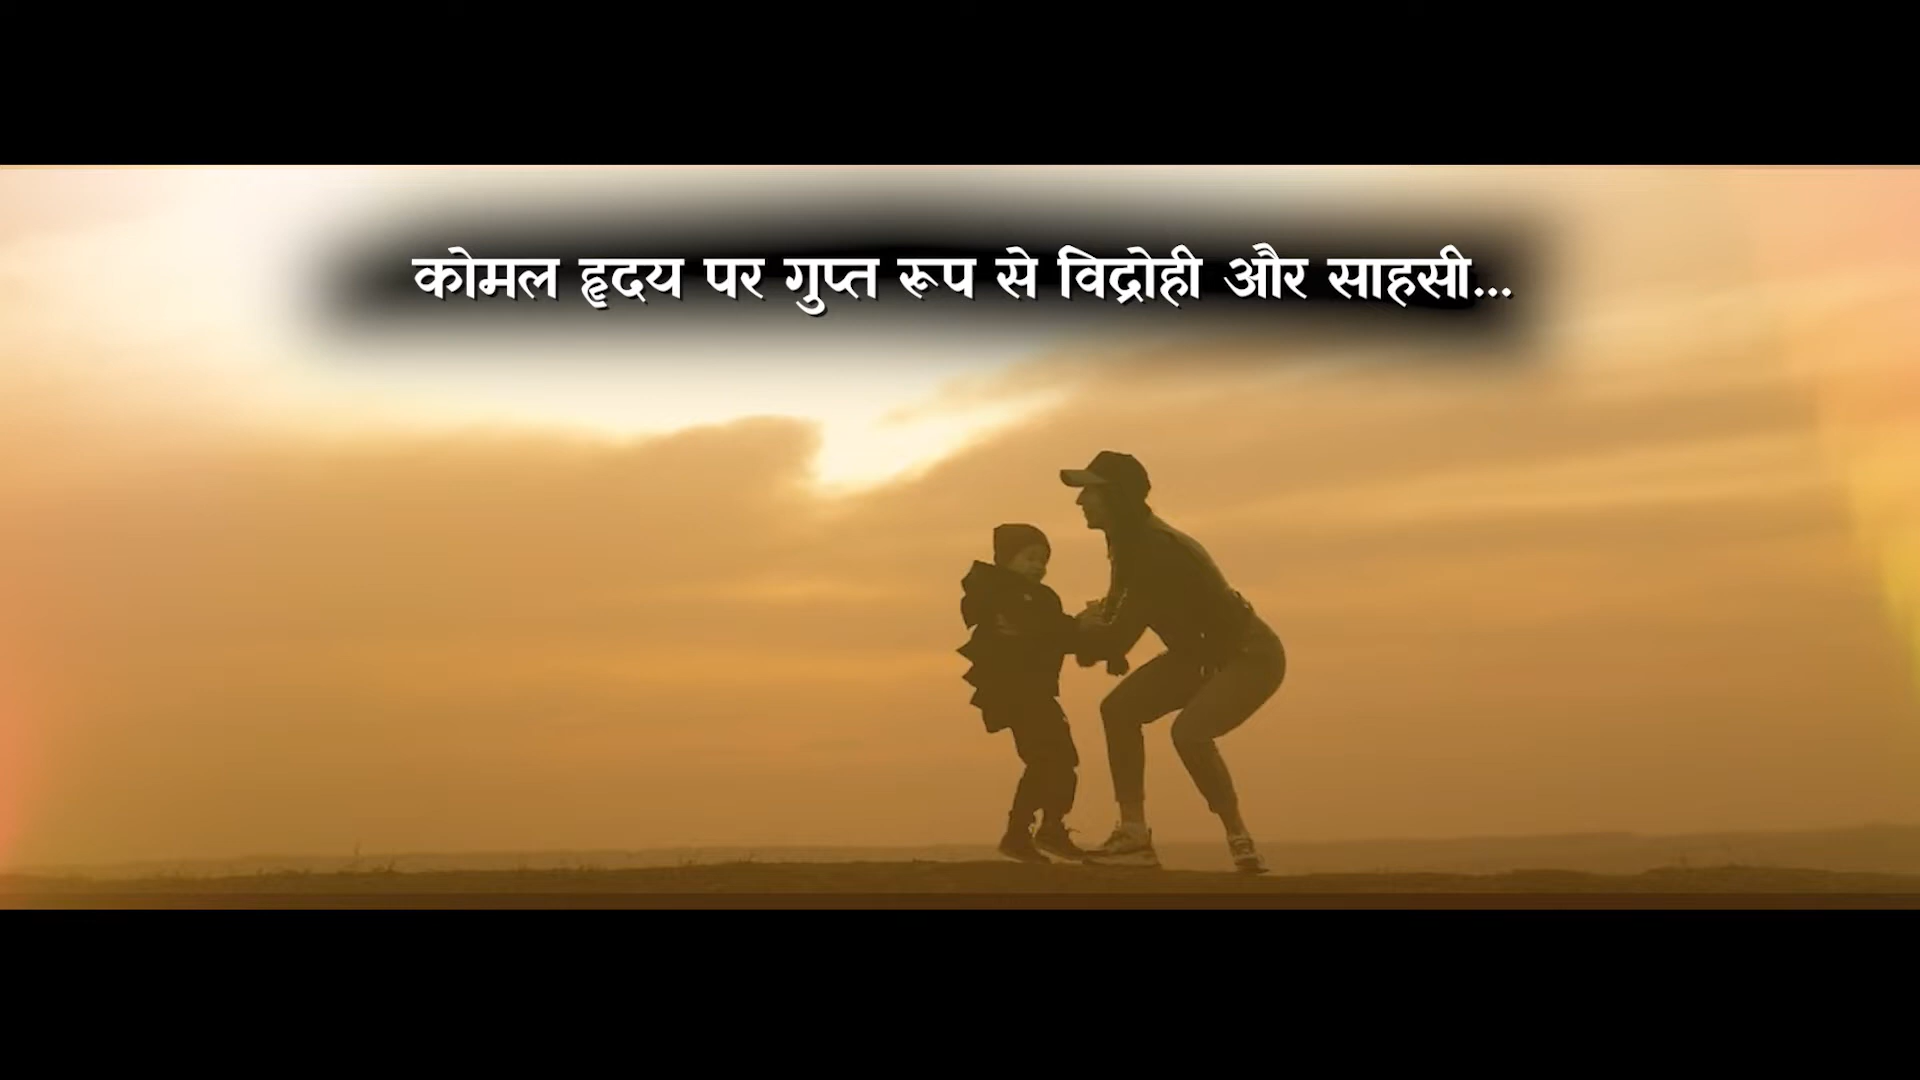 कोमल हृदय पर गुप्त रूप से विद्रोही और साहसी...